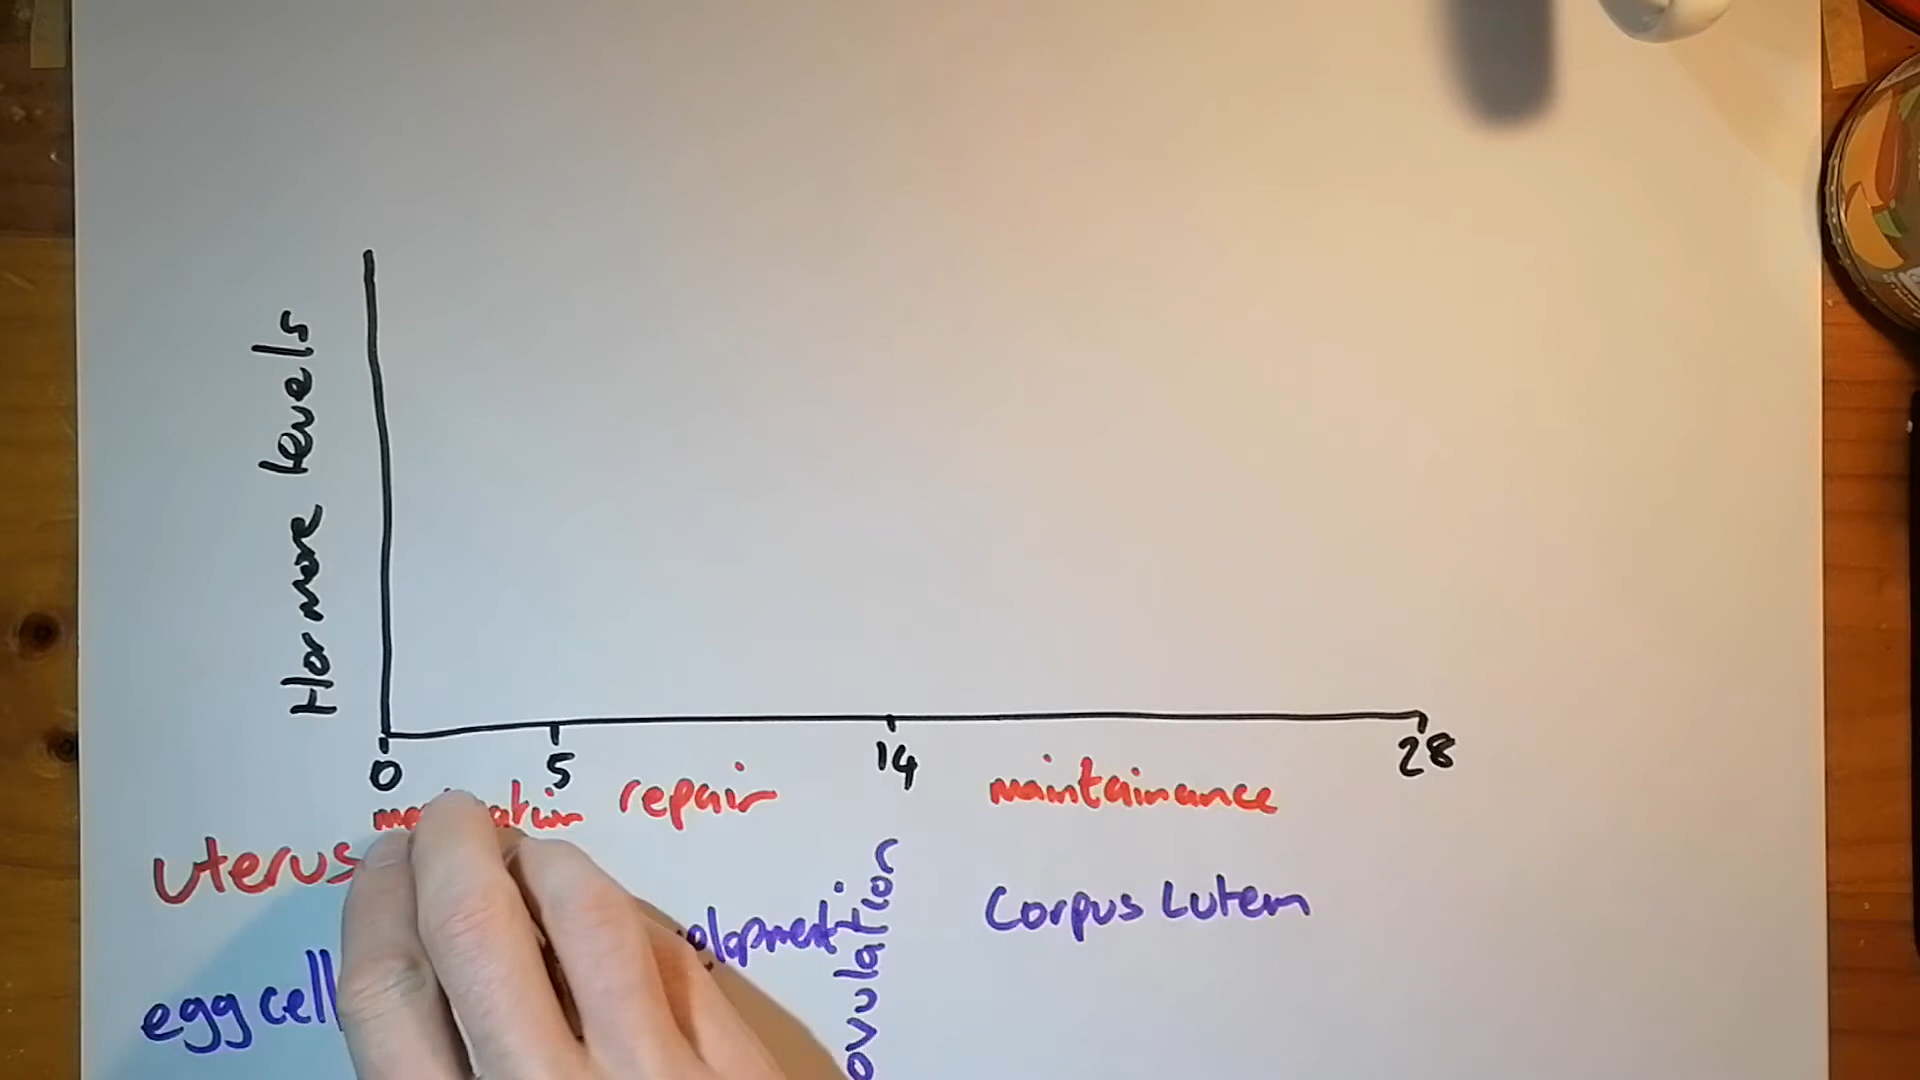 Hormone levels
0 5 14 28
repair maintainance
uterus
Corpus Lutem
egg cell
ovulation